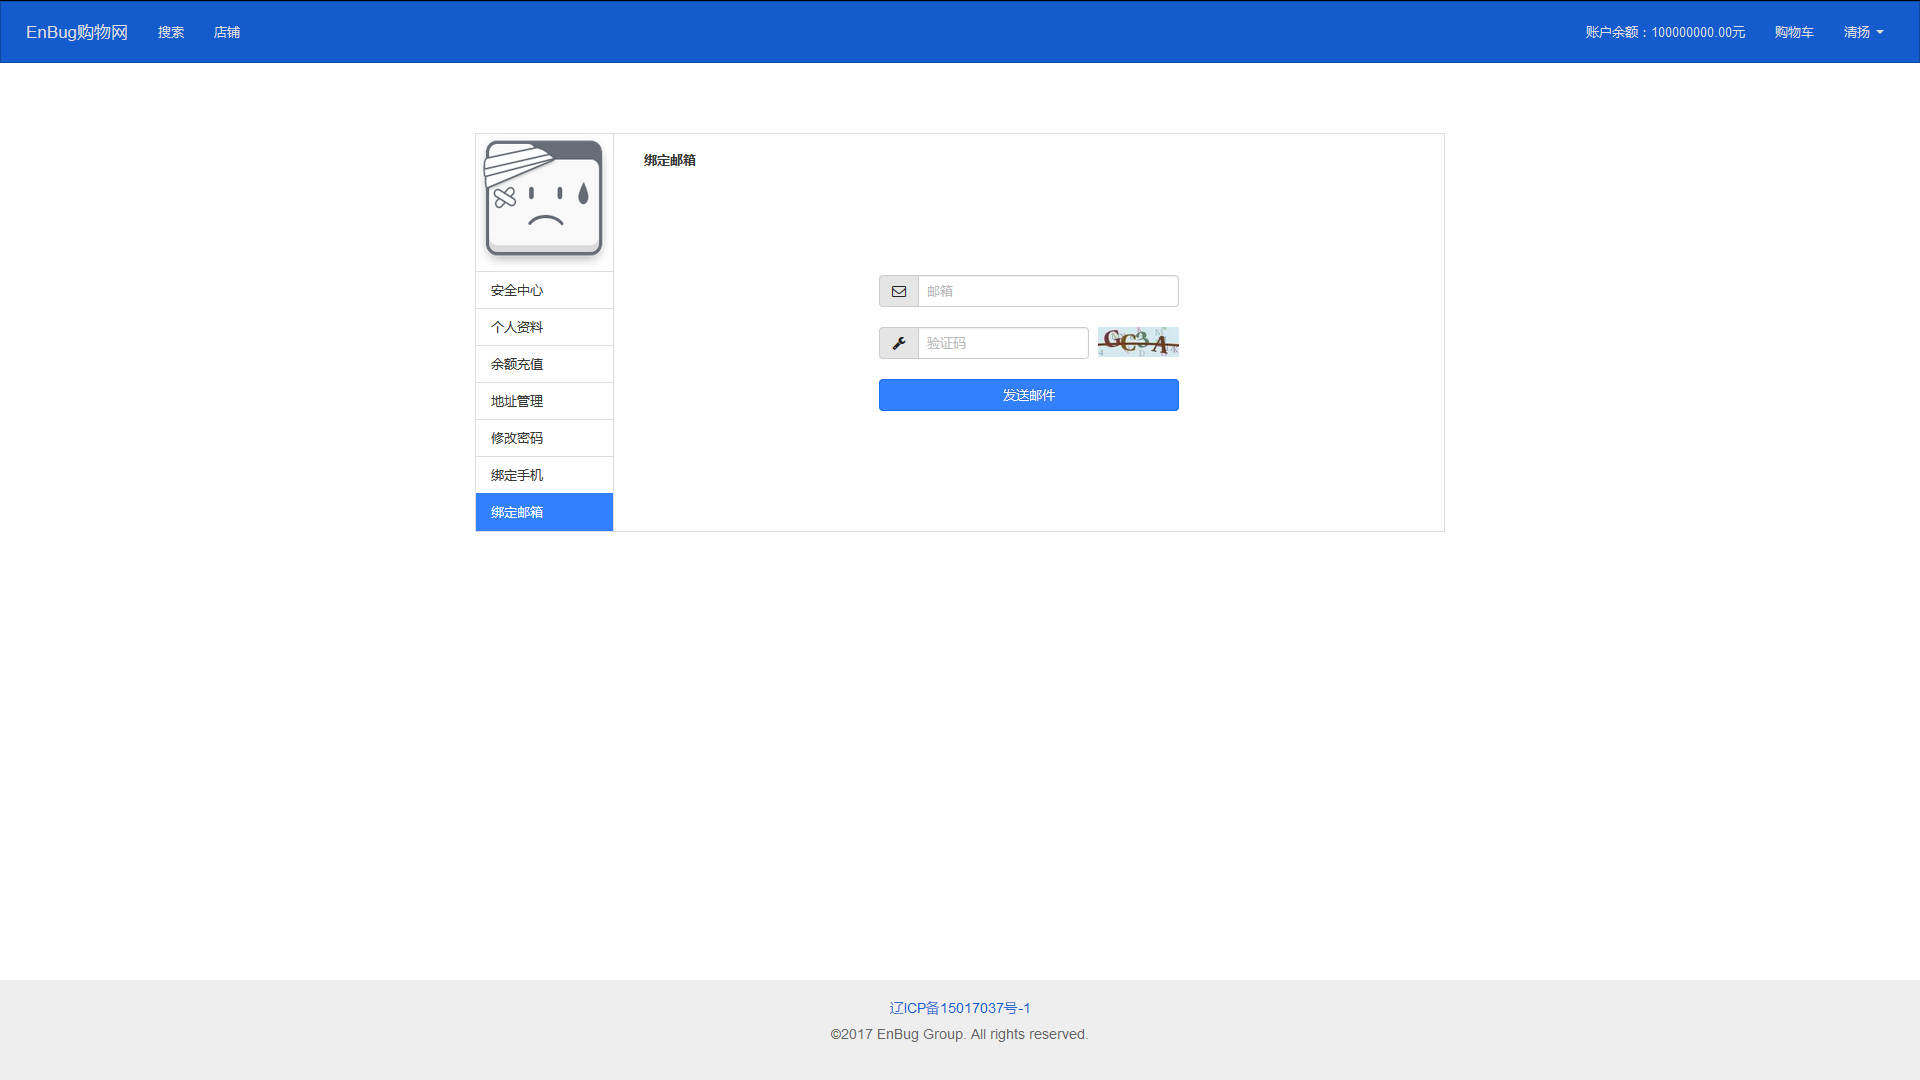 EnBug购物网 搜索 店铺 账户余额：100000000.00元 购物车 清扬
绑定邮箱
安全中心
个人资料
余额充值
地址管理
修改密码
绑定手机
绑定邮箱
邮箱
验证码 GC3A
发送邮件
辽ICP备15017037号-1
©2017 EnBug Group. All rights reserved.